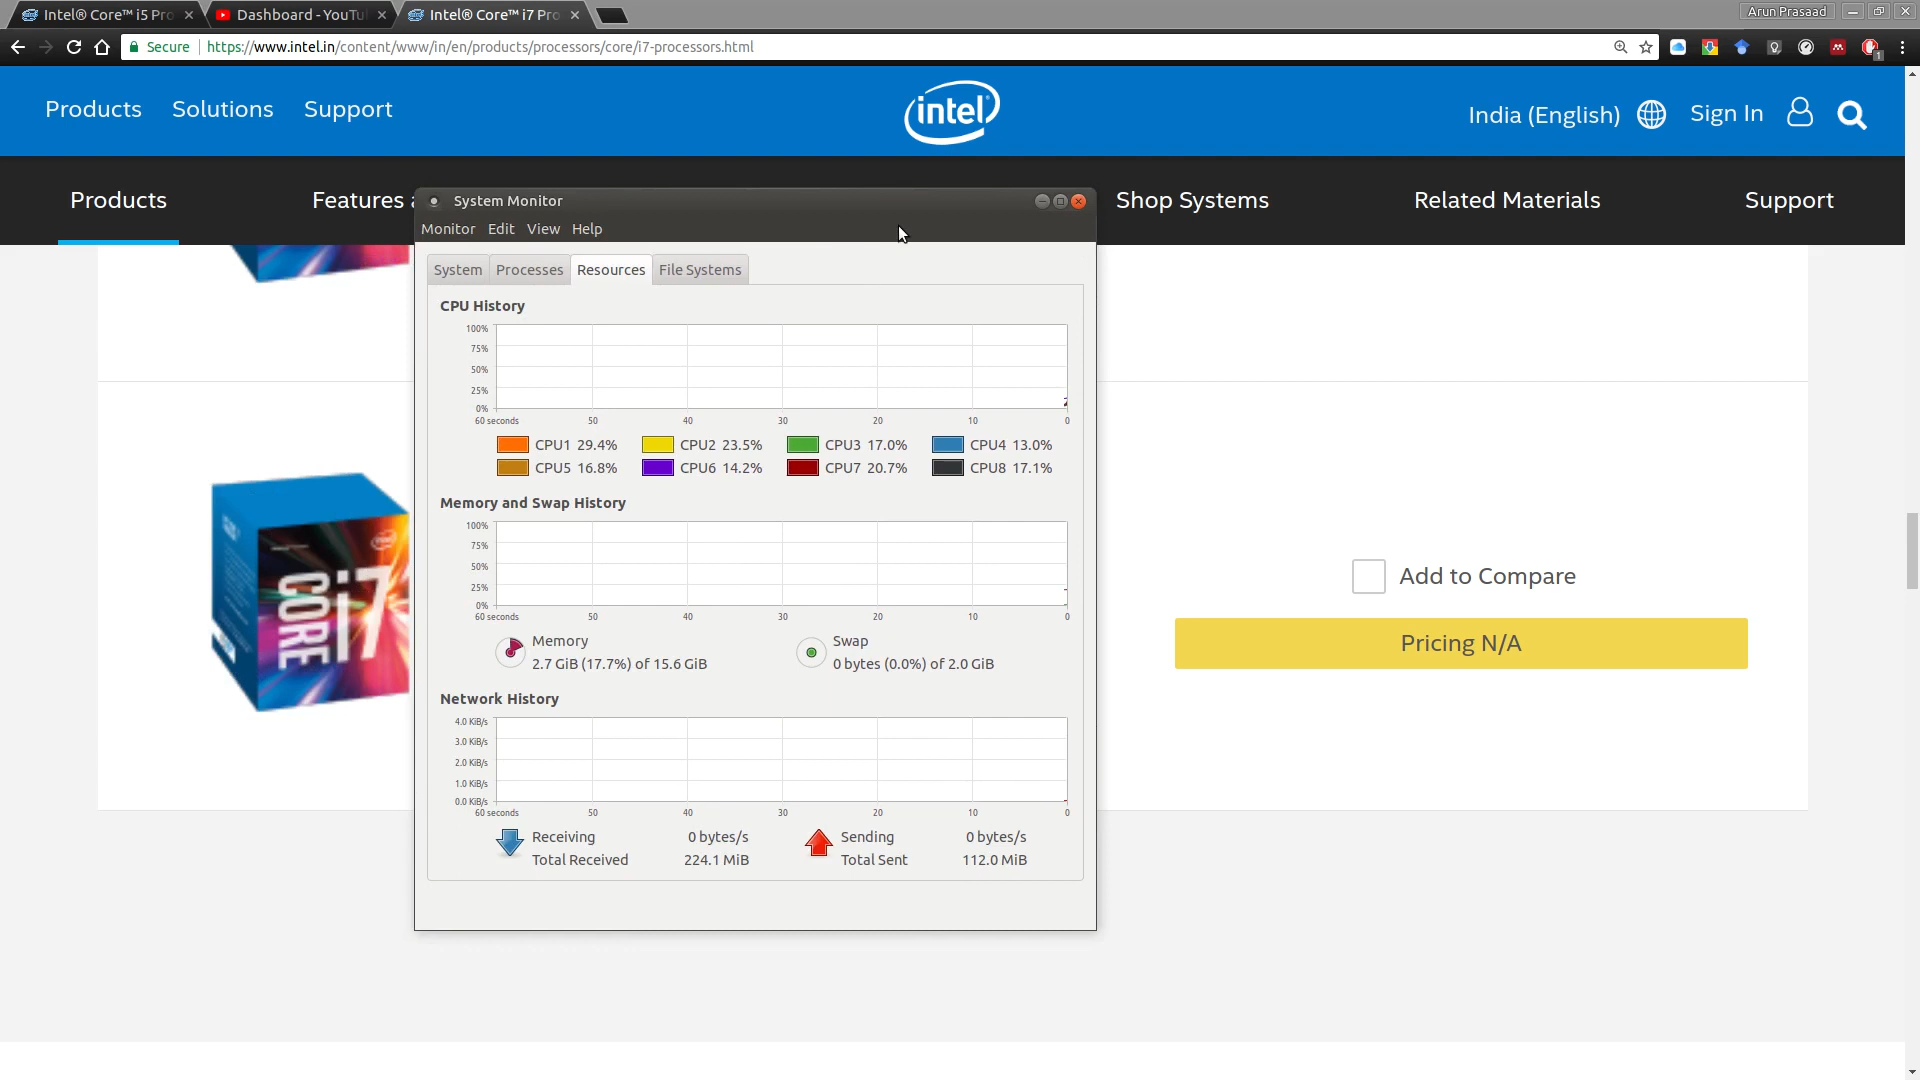 Intel® Core™ i5 Pro
Dashboard - YouTu
Intel® Core™ i7 Pro
Arun Prasaad
Secure
https://www.intel.in/content/www/in/en/products/processors/core/i7-processors.html
1
Products Solutions Support
intel
India (English) Sign In
Products Features a Shop Systems Related Materials Support
System Monitor
Monitor Edit View Help
System Processes Resources File Systems
CPU History
100%
75%
50%
25%
0%
60 seconds 50 40 30 20 10 0
CPU1 29.4% CPU2 23.5% CPU3 17.0% CPU4 13.0%
CPU5 16.8% CPU6 14.2% CPU7 20.7% CPU8 17.1%
Memory and Swap History
100%
75%
50%
25%
0%
60 seconds 50 40 30 20 10 0
Memory
2.7 GiB (17.7%) of 15.6 GiB
Swap
0 bytes (0.0%) of 2.0 GiB
Network History
4.0 KiB/s
3.0 KiB/s
2.0 KiB/s
1.0 KiB/s
0.0 KiB/s
60 seconds 50 40 30 20 10 0
Receiving 0 bytes/s
Total Received 224.1 MiB
Sending 0 bytes/s
Total Sent 112.0 MiB
intel
CORE i7
Add to Compare
Pricing N/A